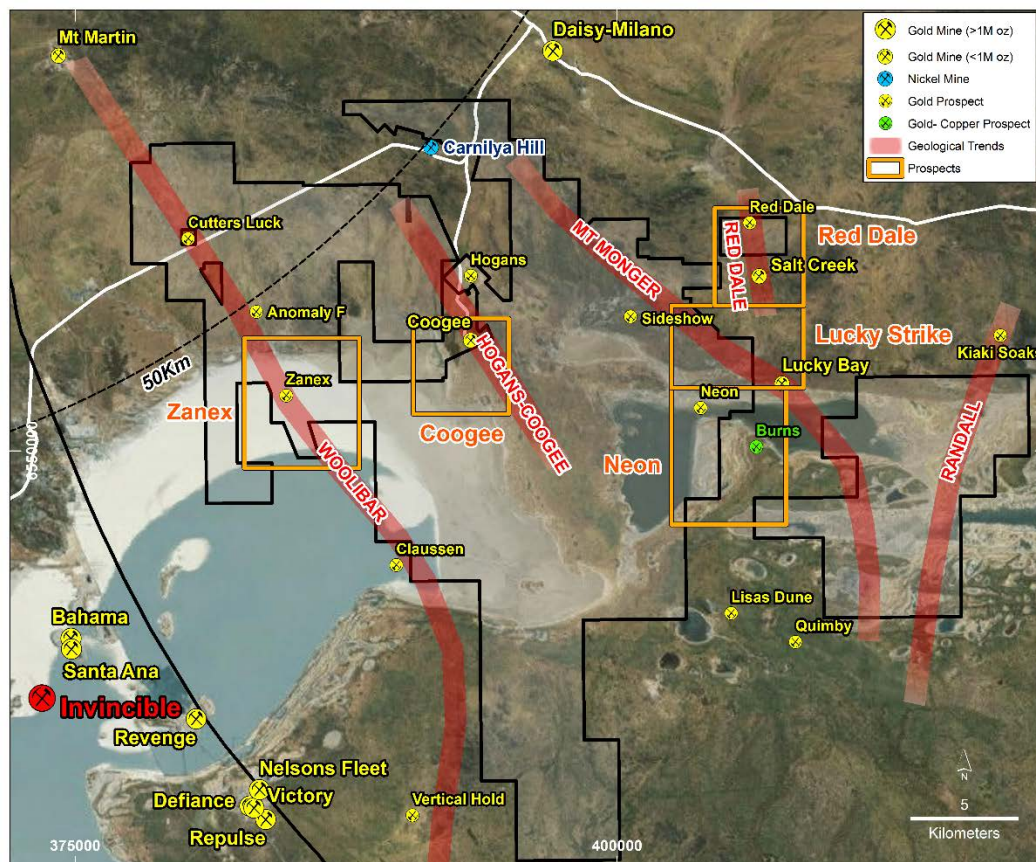 Mt Martin
Daisy-Milano
Gold Mine (>1M oz)
Gold Mine (<1M oz)
Nickel Mine
Gold Prospect
Gold- Copper Prospect
Geological Trends
Prospects
Carnilya Hill
Cutters Luck
Red Dale
Red Dale
RED DALE
MT MONGER
Hogans
Salt Creek
Anomaly F
Sideshow
Coogee
Lucky Strike
Kiaki Soaks
50Km
HOGANS-COOGEE
Zanex
Lucky Bay
Neon
Zanex
Coogee
Burns
Neon
RANDALL
6550000
WOOLIBAR
Claussen
Lisas Dune
Quimby
Bahama
Santa Ana
Invincible
Revenge
Nelsons Fleet
Victory
Defiance
Repulse
Vertical Hold
N
5
Kilometers
375000
400000